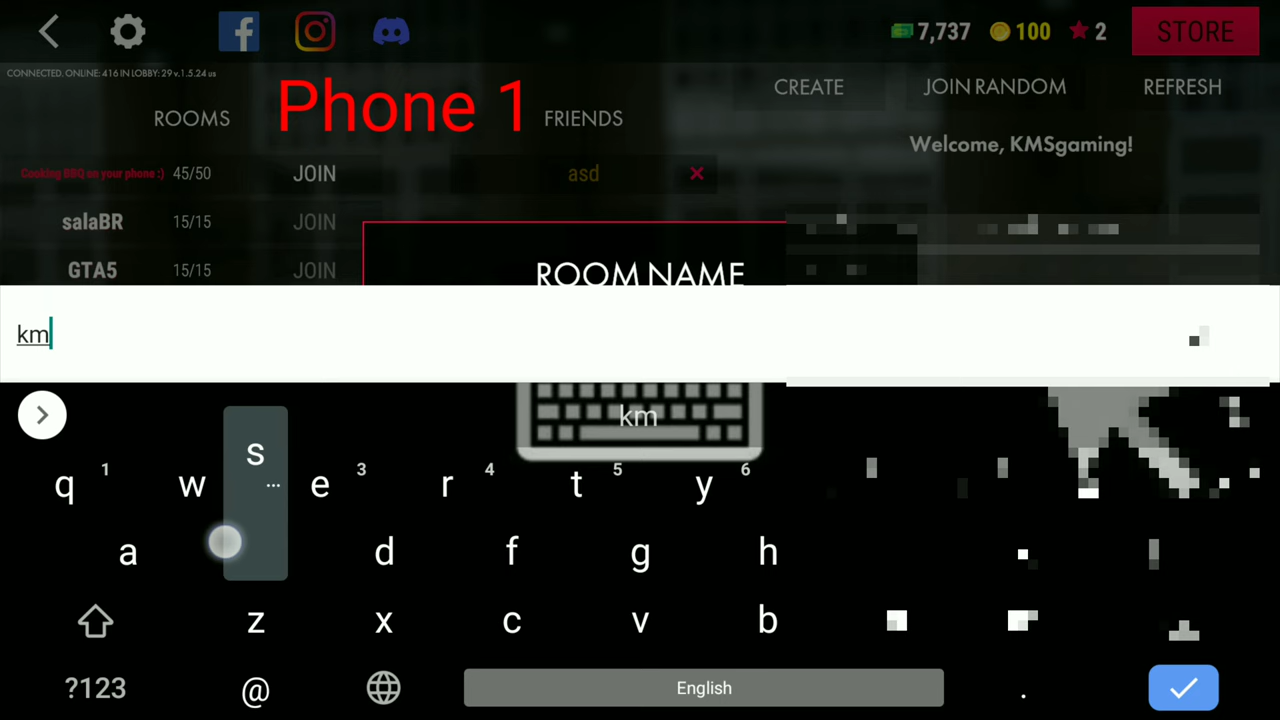 7,737 100 2 STORE
CONNECTED. ONLINE: 416 IN LOBBY: 29 v.1.5.24 us
Phone 1
CREATE JOIN RANDOM REFRESH
ROOMS FRIENDS
Welcome, KMSgaming!
Cooking BBQ on your phone :) 45/50 JOIN asd
salaBR 15/15 JOIN
GTA5 15/15 JOIN
ROOM NAME
km
km
s
...
q 1 w e 3 r 4 t 5 y 6
a d f g h
z x c v b
?123 @ English .